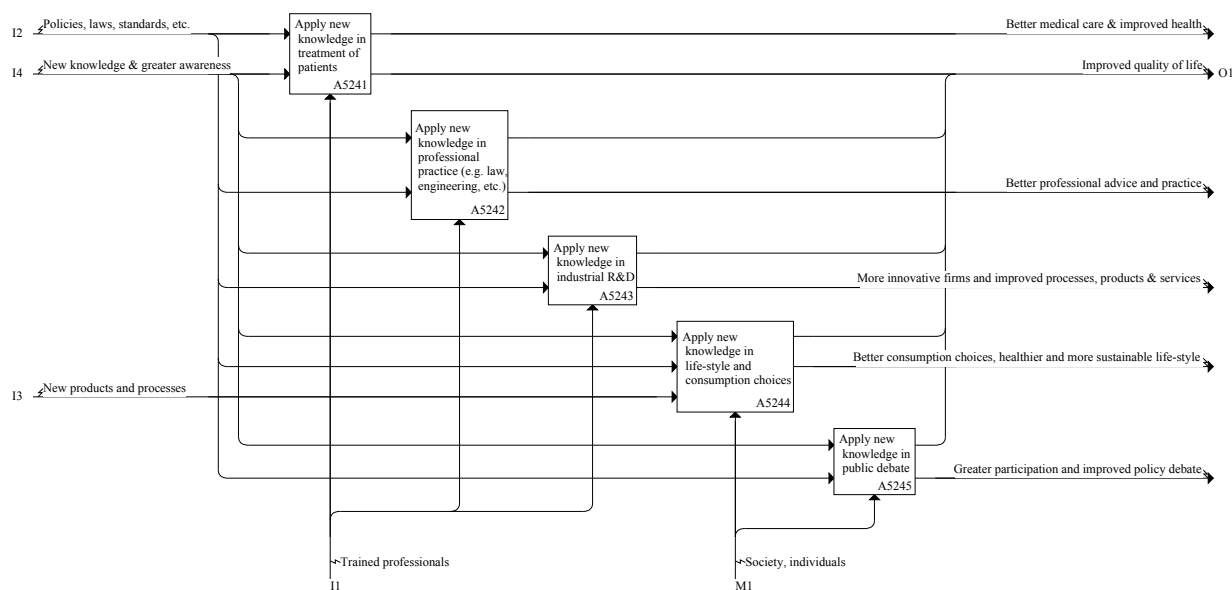 I2
Policies, laws, standards, etc.
Apply new
knowledge in
treatment of
patients
A5241
Better medical care & improved health
I4
New knowledge & greater awareness
Improved quality of life
O1
Apply new
knowledge in
professional
practice (e.g. law,
engineering, etc.)
A5242
Better professional advice and practice
Apply new
knowledge in
industrial R&D
A5243
More innovative firms and improved processes, products & services
Apply new
knowledge in
life-style and
consumption choices
A5244
Better consumption choices, healthier and more sustainable life-style
I3
New products and processes
Apply new
knowledge in
public debate
A5245
Greater participation and improved policy debate
Trained professionals
I1
Society, individuals
M1